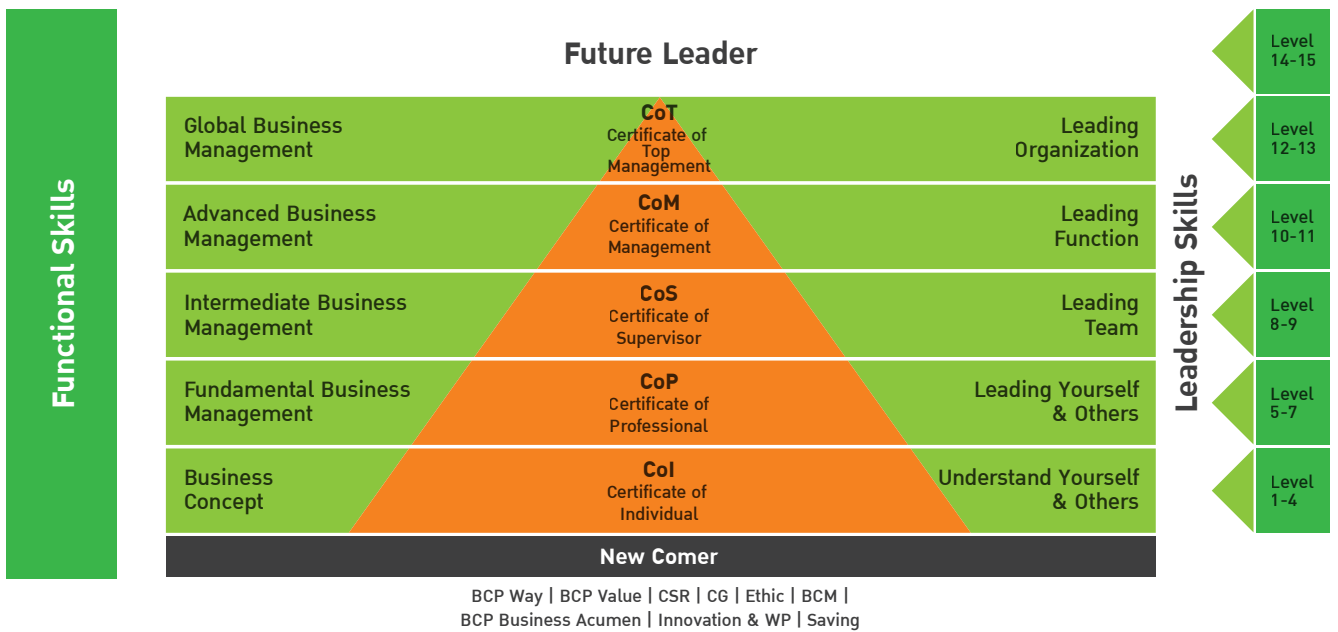 Future Leader
Functional Skills
Leadership Skills
Global Business
Management
CoT
Certificate of
Top
Management
Leading
Organization
Advanced Business
Management
CoM
Certificate of
Management
Leading
Function
Intermediate Business
Management
CoS
Certificate of
Supervisor
Leading
Team
Fundamental Business
Management
CoP
Certificate of
Professional
Leading Yourself
& Others
Business
Concept
CoI
Certificate of
Individual
Understand Yourself
& Others
New Comer
BCP Way | BCP Value | CSR | CG | Ethic | BCM |
BCP Business Acumen | Innovation & WP | Saving
Level
14-15
Level
12-13
Level
10-11
Level
8-9
Level
5-7
Level
1-4